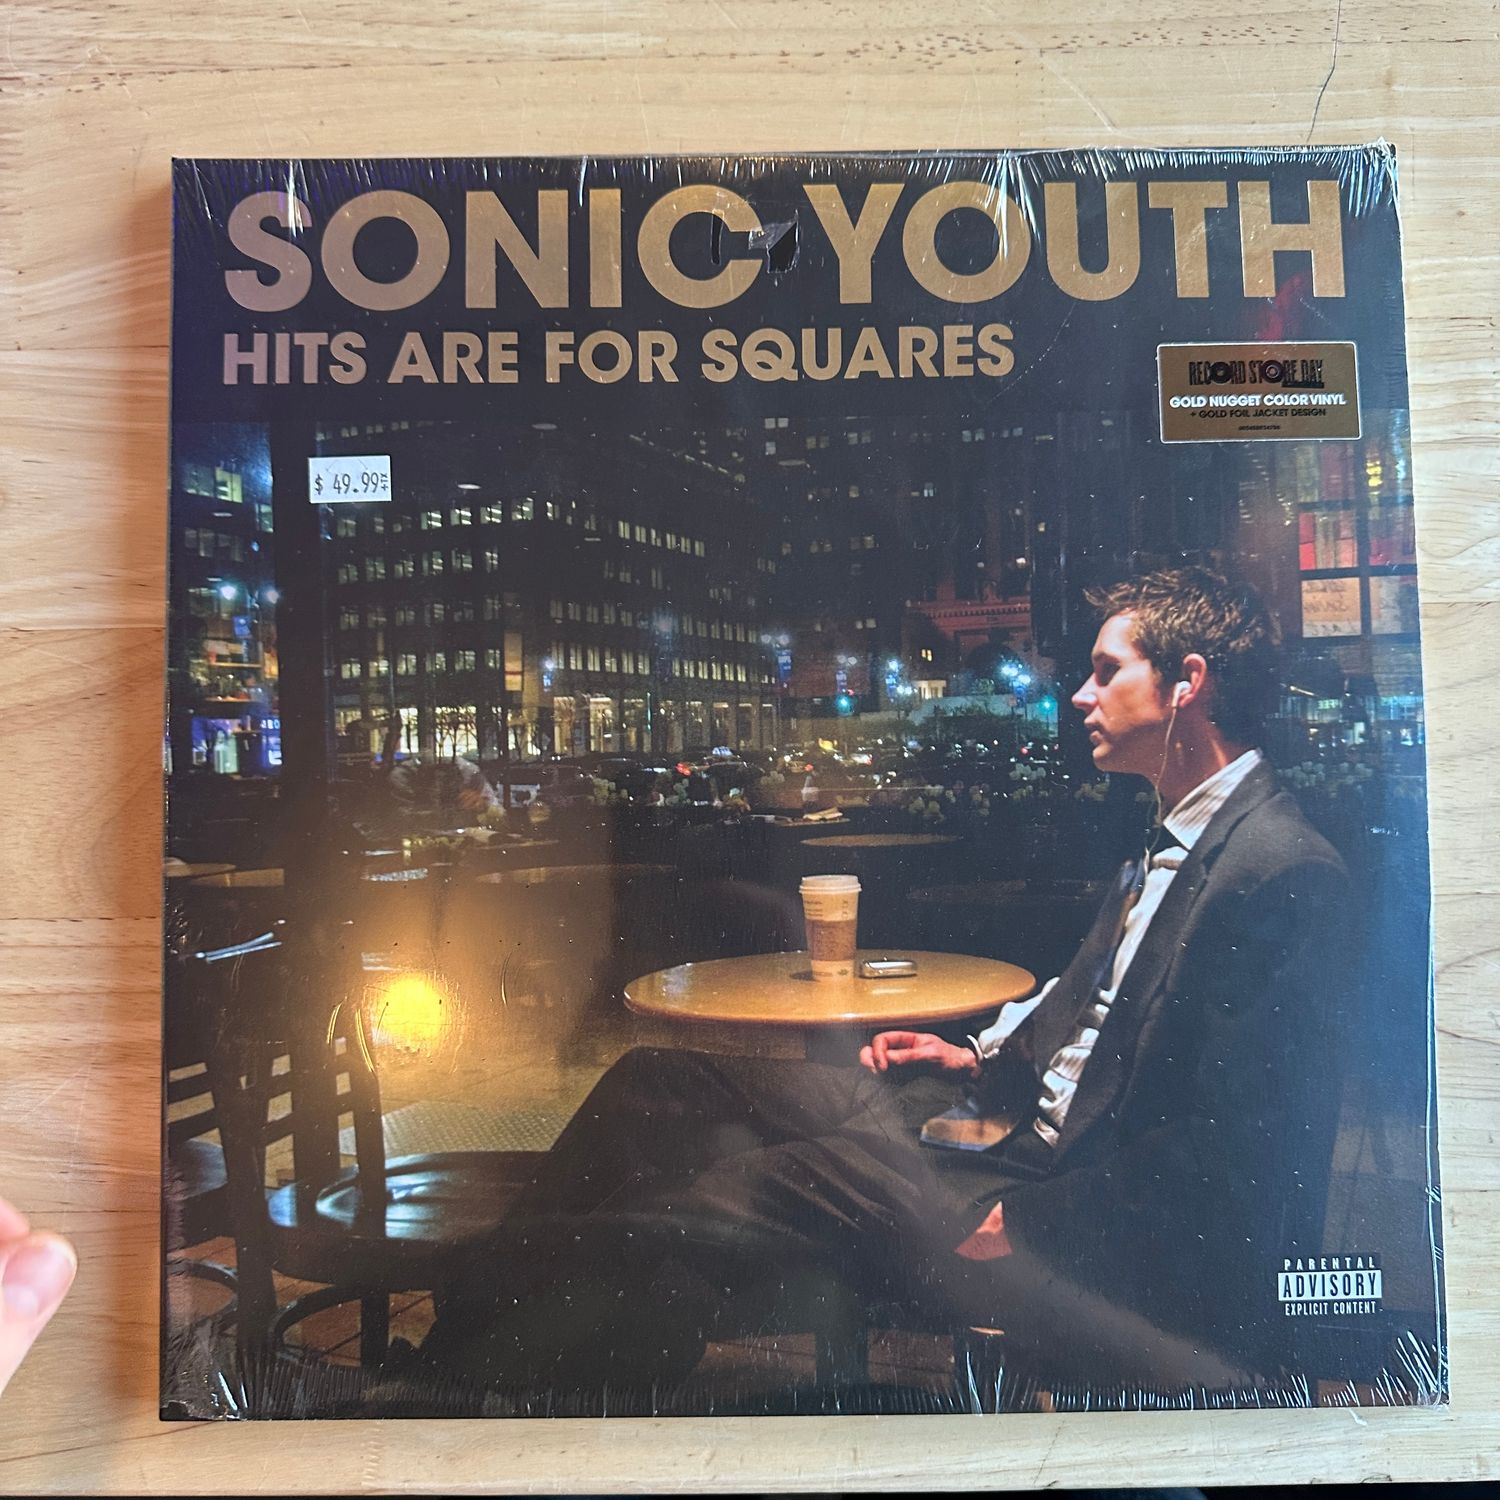 SONIC YOUTH
HITS ARE FOR SQUARES
RECORD STORE DAY
GOLD NUGGET COLOR VINYL
+ GOLD FOIL JACKET DESIGN
$ 49.99
PARENTAL
ADVISORY
EXPLICIT CONTENT